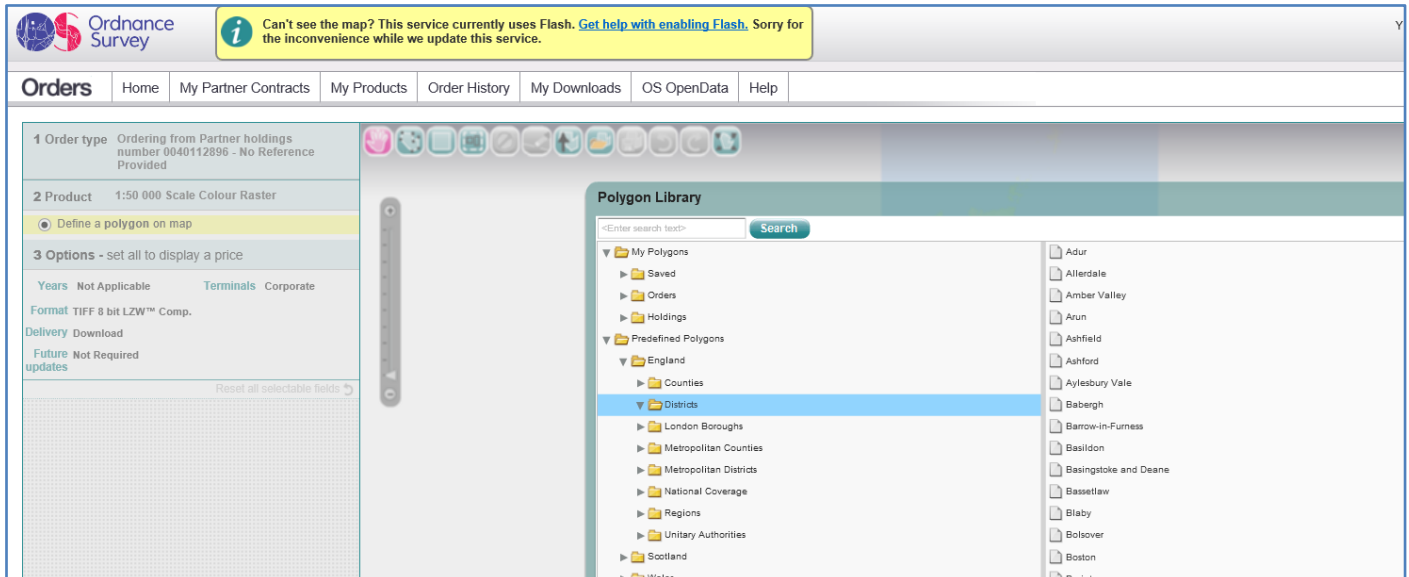 Ordnance
Survey
Can't see the map? This service currently uses Flash. Get help with enabling Flash. Sorry for
the inconvenience while we update this service.
Y
Orders
Home
My Partner Contracts
My Products
Order History
My Downloads
OS OpenData
Help
1 Order type Ordering from Partner holdings
number 0040112896 - No Reference
Provided
2 Product 1:50 000 Scale Colour Raster
Define a polygon on map
3 Options - set all to display a price
Years Not Applicable Terminals Corporate
Format TIFF 8 bit LZW™ Comp.
Delivery Download
Future Not Required
updates
Reset all selectable fields
Polygon Library
<Enter search text> Search
My Polygons
Saved
Orders
Holdings
Predefined Polygons
England
Counties
Districts
London Boroughs
Metropolitan Counties
Metropolitan Districts
National Coverage
Regions
Unitary Authorities
Scotland
Adur
Allerdale
Amber Valley
Arun
Ashfield
Ashford
Aylesbury Vale
Babergh
Barrow-in-Furness
Basildon
Basingstoke and Deane
Bassetlaw
Blaby
Bolsover
Boston